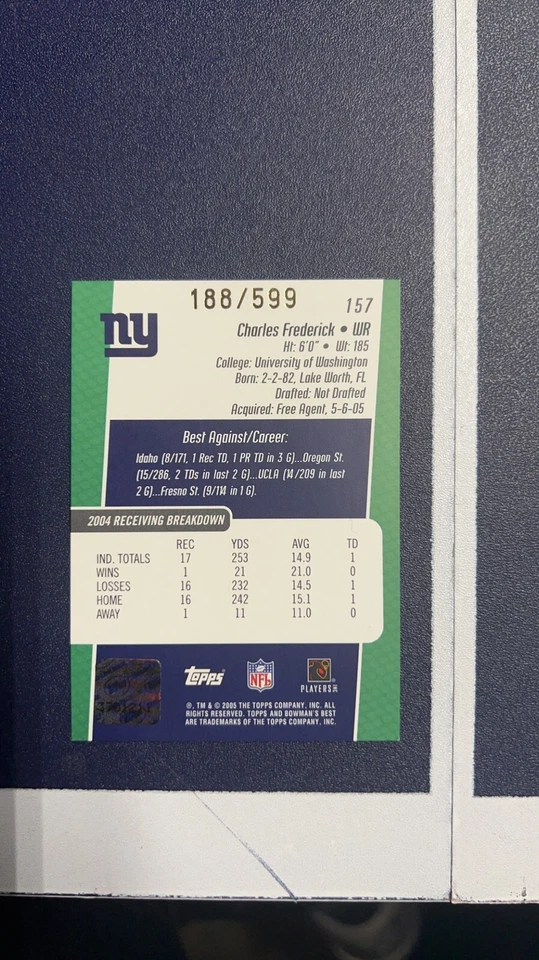 188/599
157
ny
Charles Frederick • WR
Ht: 6'0" • Wt: 185
College: University of Washington
Born: 2-2-82, Lake Worth, FL
Drafted: Not Drafted
Acquired: Free Agent, 5-6-05
Best Against/Career:
Idaho (8/171, 1 Rec TD, 1 PR TD in 3 G)...Oregon St.
(15/286, 2 TDs in last 2 G)...UCLA (14/209 in last
2 G)...Fresno St. (9/114 in 1 G).
2004 RECEIVING BREAKDOWN
REC YDS AVG TD
IND. TOTALS 17 253 14.9 1
WINS 1 21 21.0 0
LOSSES 16 232 14.5 1
HOME 16 242 15.1 1
AWAY 1 11 11.0 0
Topps
NFL
PLAYERS INC
®, TM & © 2005 THE TOPPS COMPANY, INC. ALL
RIGHTS RESERVED. TOPPS AND BOWMAN'S BEST
ARE TRADEMARKS OF THE TOPPS COMPANY, INC.